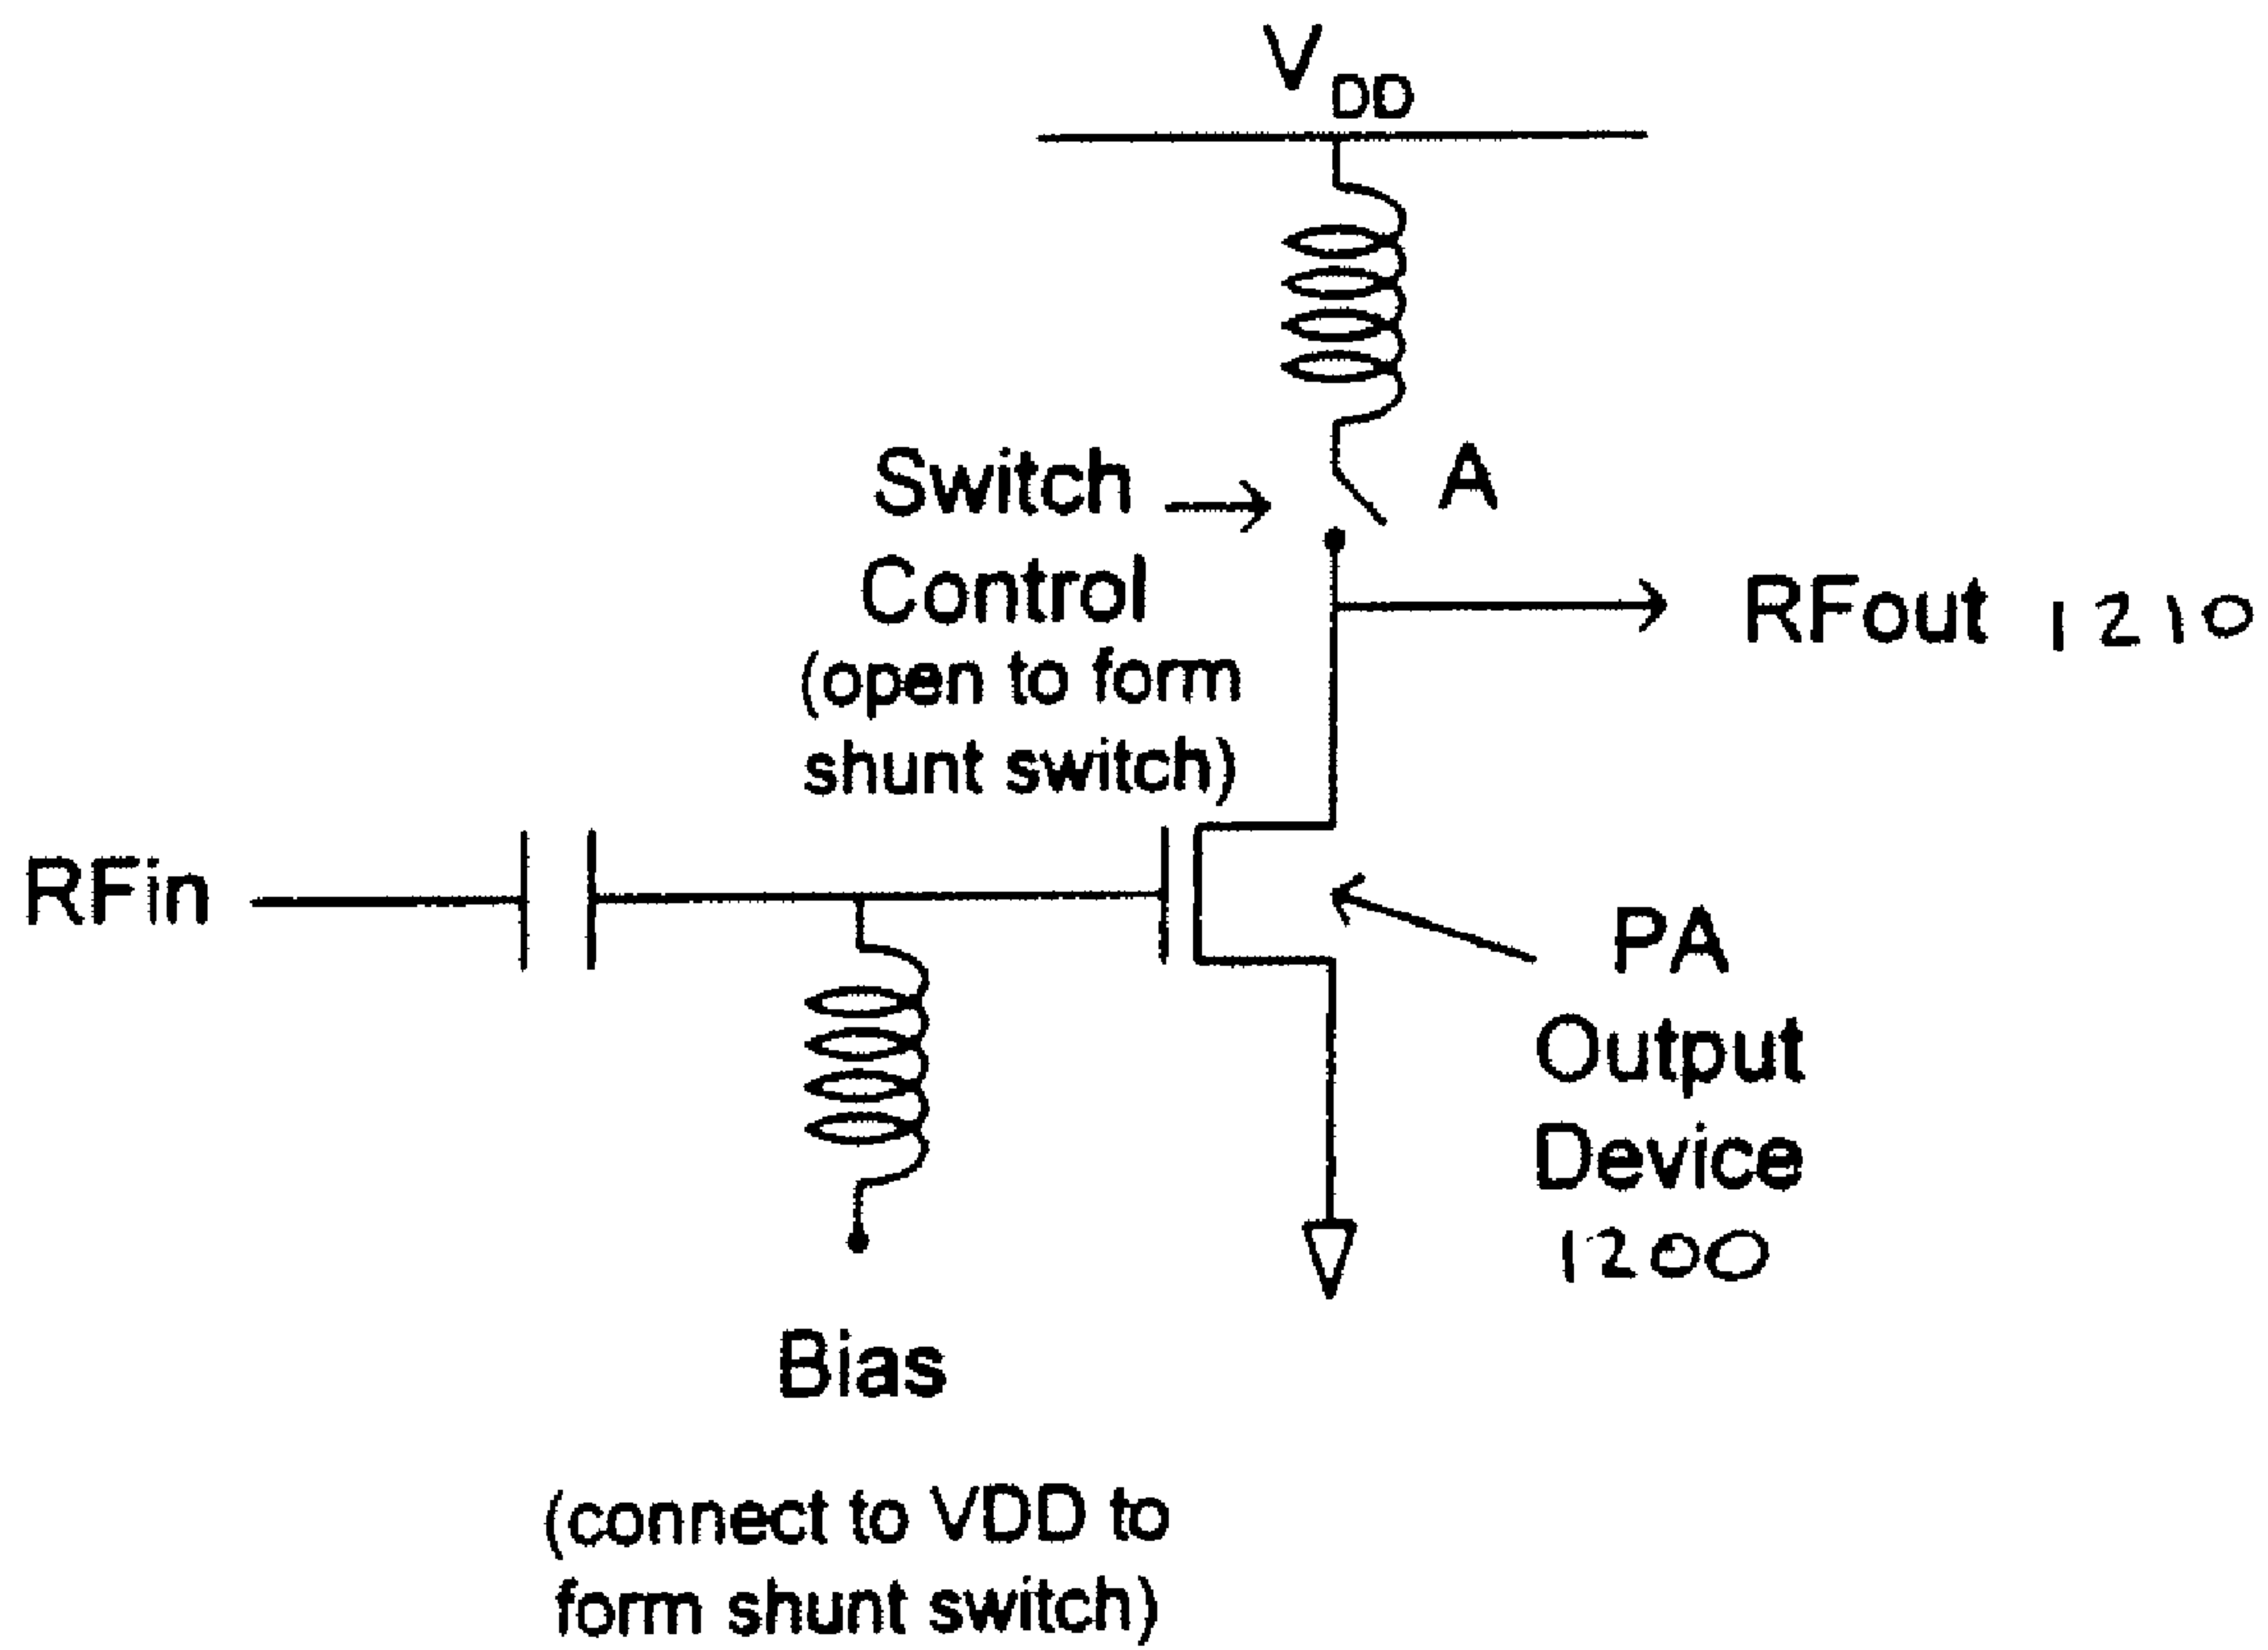 VDD
Switch
Control
(open to form
shunt switch)
A
RFout 1210
RFin
PA
Output
Device
1200
Bias
(connect to VDD to
form shunt switch)